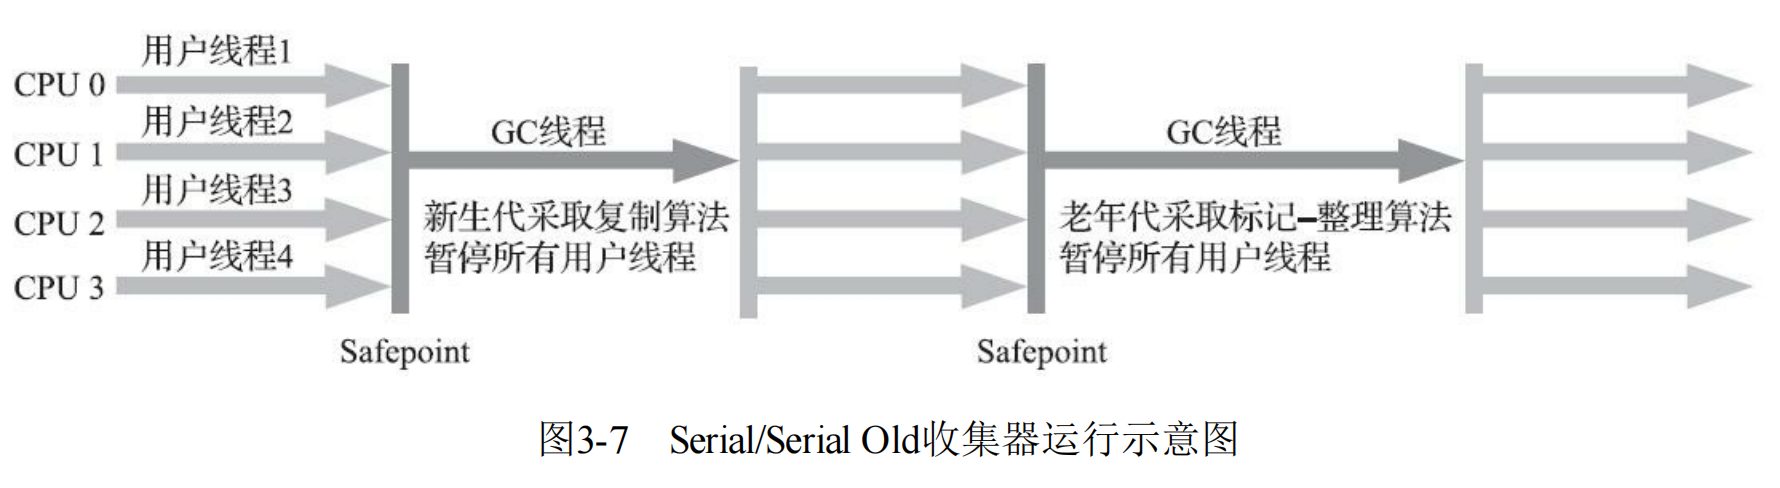 用户线程1
CPU 0
用户线程2
CPU 1
用户线程3
CPU 2
用户线程4
CPU 3
GC线程
新生代采取复制算法
暂停所有用户线程
Safepoint
GC线程
老年代采取标记–整理算法
暂停所有用户线程
Safepoint
图3-7 Serial/Serial Old收集器运行示意图